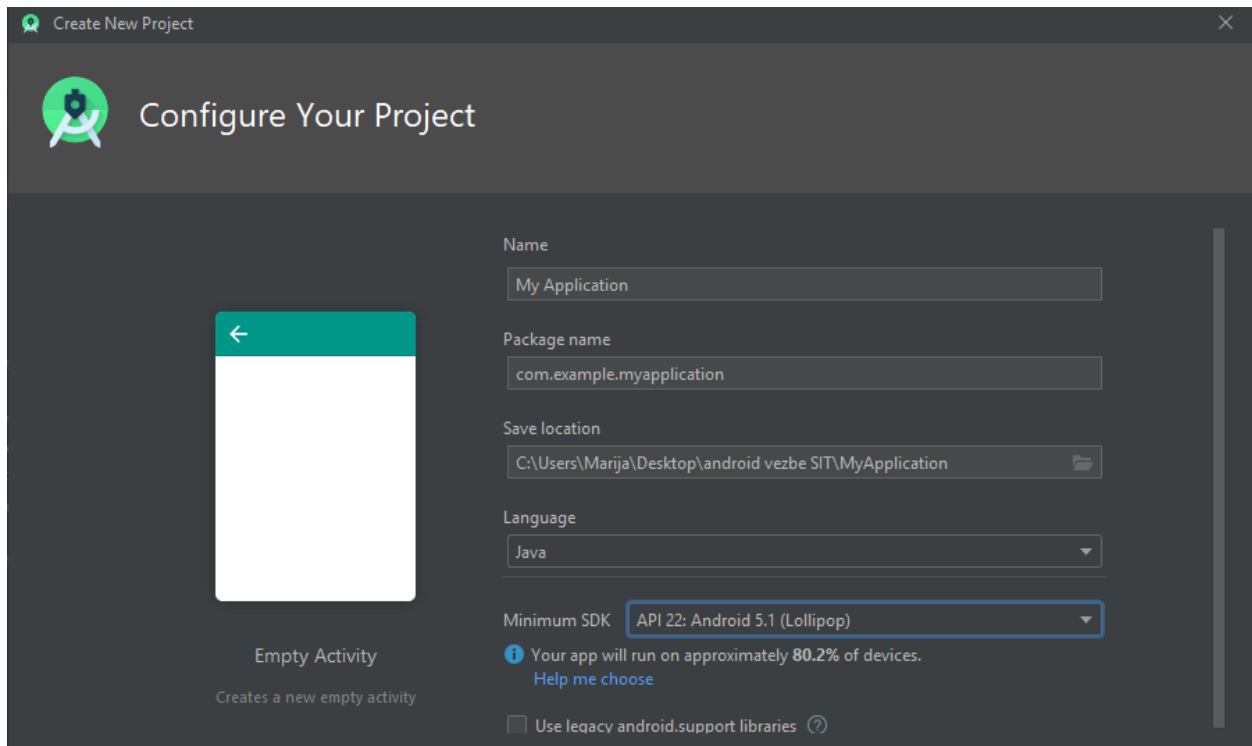 Create New Project
Configure Your Project
Name
My Application
Package name
com.example.myapplication
Save location
C:\Users\Marija\Desktop\android vezbe SIT\MyApplication
Language
Java
Minimum SDK API 22: Android 5.1 (Lollipop)
Your app will run on approximately 80.2% of devices.
Help me choose
Use legacy android.support libraries ?
Empty Activity
Creates a new empty activity